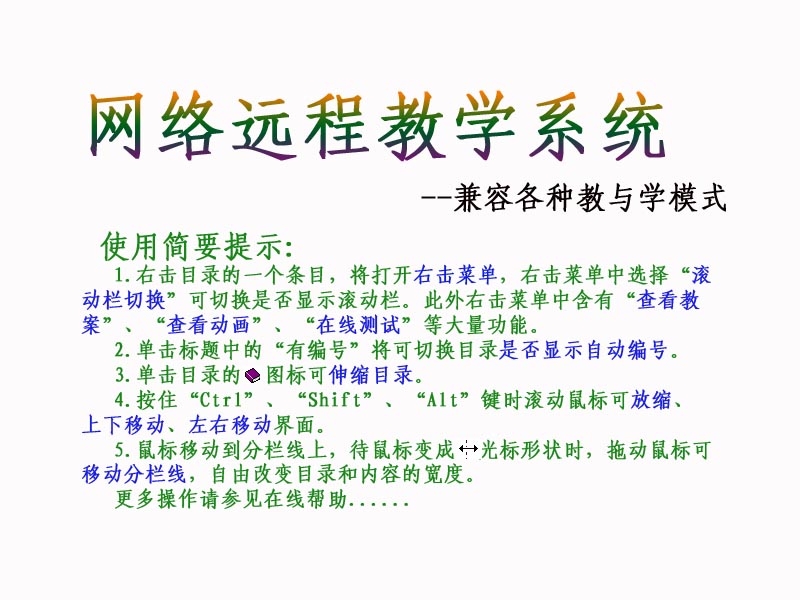 网络远程教学系统
--兼容各种教与学模式
使用简要提示:
1.右击目录的一个条目，将打开右击菜单，右击菜单中选择“滚
动栏切换”可切换是否显示滚动栏。此外右击菜单中含有“查看教
案”、“查看动画”、“在线测试”等大量功能。
2.单击标题中的“有编号”将可切换目录是否显示自动编号。
3.单击目录的图标可伸缩目录。
4.按住“Ctrl”、“Shift”、“Alt”键时滚动鼠标可放缩、
上下移动、左右移动界面。
5.鼠标移动到分栏线上，待鼠标变成光标形状时，拖动鼠标可
移动分栏线，自由改变目录和内容的宽度。
更多操作请参见在线帮助......